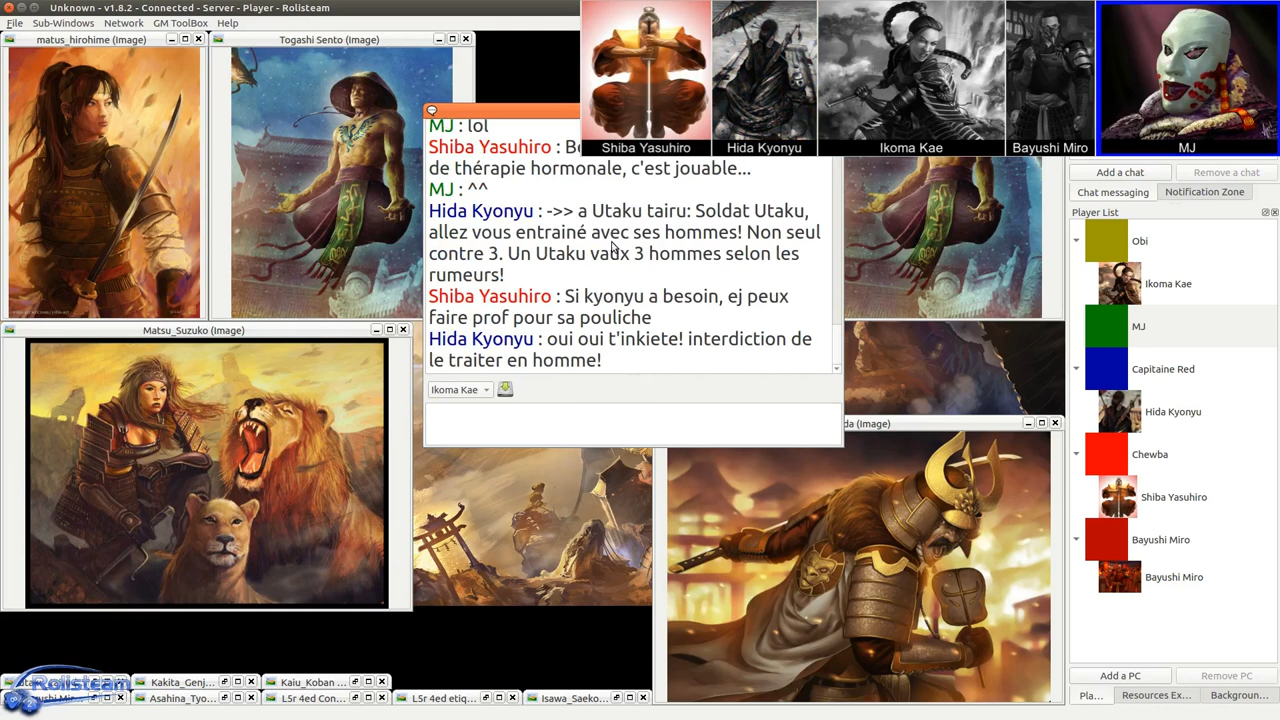 Unknown - v1.8.2 - Connected - Server - Player - Rolisteam
File Sub-Windows Network GM ToolBox Help
matus_hirohime (Image)
Togashi Sento (Image)
Shiba Yasuhiro
Hida Kyonyu
Ikoma Kae
Bayushi Miro
MJ
MJ : lol
Shiba Yasuhiro :
de thérapie hormonale, c'est jouable...
MJ : ^^
Hida Kyonyu : ->> a Utaku tairu: Soldat Utaku,
allez vous entrainé avec ses hommes! Non seul
contre 3. Un Utaku vaux 3 hommes selon les
rumeurs!
Shiba Yasuhiro : Si kyonyu a besoin, ej peux
faire prof pour sa pouliche
Hida Kyonyu : oui oui t'inkiete! interdiction de
le traiter en homme!
Ikoma Kae
Matsu_Suzuko (Image)
da (Image)
Add a chat
Remove a chat
Chat messaging
Notification Zone
Player List
Obi
Ikoma Kae
MJ
Capitaine Red
Hida Kyonyu
Chewba
Shiba Yasuhiro
Bayushi Miro
Bayushi Miro
Add a PC
Remove PC
Pla...
Resources Ex...
Backgroun...
Kakita_Genj...
Kaiu_Koban ...
Rolisteam
Asahina_Tyo...
L5r 4ed Con...
L5r 4ed etiq...
Isawa_Saeko...